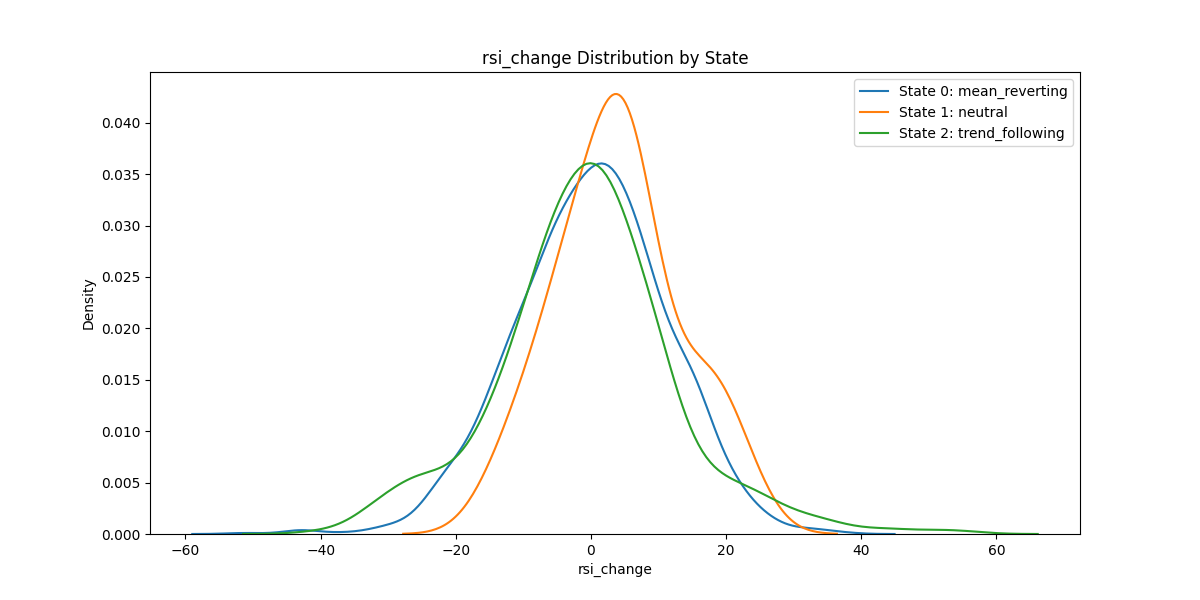 rsi_change Distribution by State
State 0: mean_reverting
State 1: neutral
State 2: trend_following
0.040
0.035
0.030
0.025
0.020
0.015
0.010
0.005
0.000
Density
−60
−40
−20
0
20
40
60
rsi_change